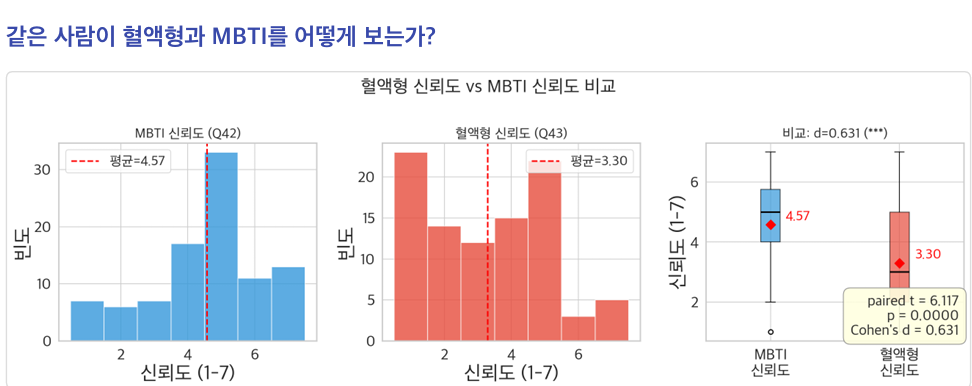 같은 사람이 혈액형과 MBTI를 어떻게 보는가?
혈액형 신뢰도 vs MBTI 신뢰도 비교
MBTI 신뢰도 (Q42)
평균=4.57
30
20
10
0
빈도
2 4 6
신뢰도 (1-7)
혈액형 신뢰도 (Q43)
평균=3.30
20
15
10
5
0
빈도
2 4 6
신뢰도 (1-7)
비교: d=0.631 (***)
6
4
2
신뢰도 (1-7)
4.57
3.30
paired t = 6.117
p = 0.0000
Cohen's d = 0.631
MBTI
신뢰도
혈액형
신뢰도